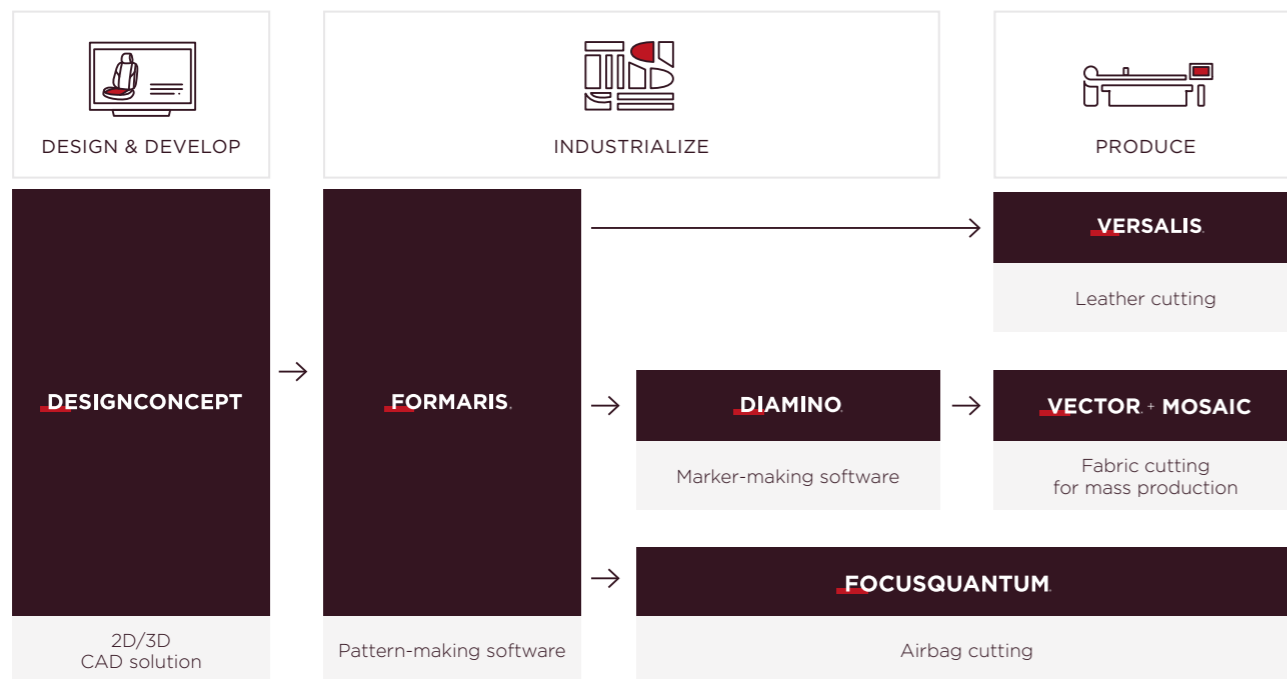 DESIGN & DEVELOP
INDUSTRIALIZE
PRODUCE
DESIGNCONCEPT
2D/3D
CAD solution
FORMARIS
Pattern-making software
VERSALIS
Leather cutting
DIAMINO
Marker-making software
VECTOR + MOSAIC
Fabric cutting
for mass production
FOCUSQUANTUM
Airbag cutting